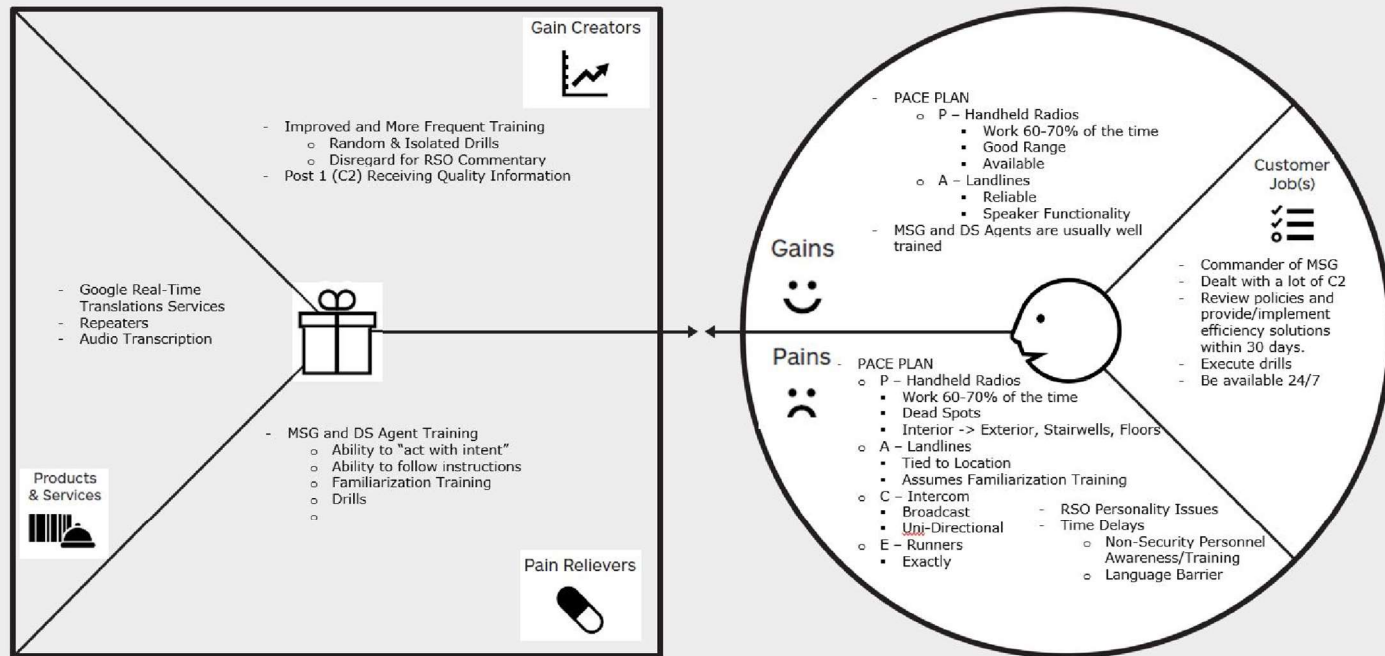 Gain Creators
- Improved and More Frequent Training
o Random & Isolated Drills
o Disregard for RSO Commentary
- Post 1 (C2) Receiving Quality Information
- Google Real-Time
Translations Services
- Repeaters
- Audio Transcription
Products
& Services
- MSG and DS Agent Training
o Ability to “act with intent”
o Ability to follow instructions
o Familiarization Training
o Drills
o
Pain Relievers
Gains
- PACE PLAN
o P – Handheld Radios
▪ Work 60-70% of the time
▪ Good Range
▪ Available
o A – Landlines
▪ Reliable
▪ Speaker Functionality
- MSG and DS Agents are usually well
trained
Customer
Job(s)
- Commander of MSG
- Dealt with a lot of C2
- Review policies and
provide/implement
efficiency solutions
within 30 days.
- Execute drills
- Be available 24/7
Pains
- PACE PLAN
o P – Handheld Radios
▪ Work 60-70% of the time
▪ Dead Spots
▪ Interior -> Exterior, Stairwells, Floors
o A – Landlines
▪ Tied to Location
▪ Assumes Familiarization Training
o C – Intercom
▪ Broadcast
▪ Uni-Directional
o E – Runners
▪ Exactly
- RSO Personality Issues
- Time Delays
o Non-Security Personnel
Awareness/Training
o Language Barrier